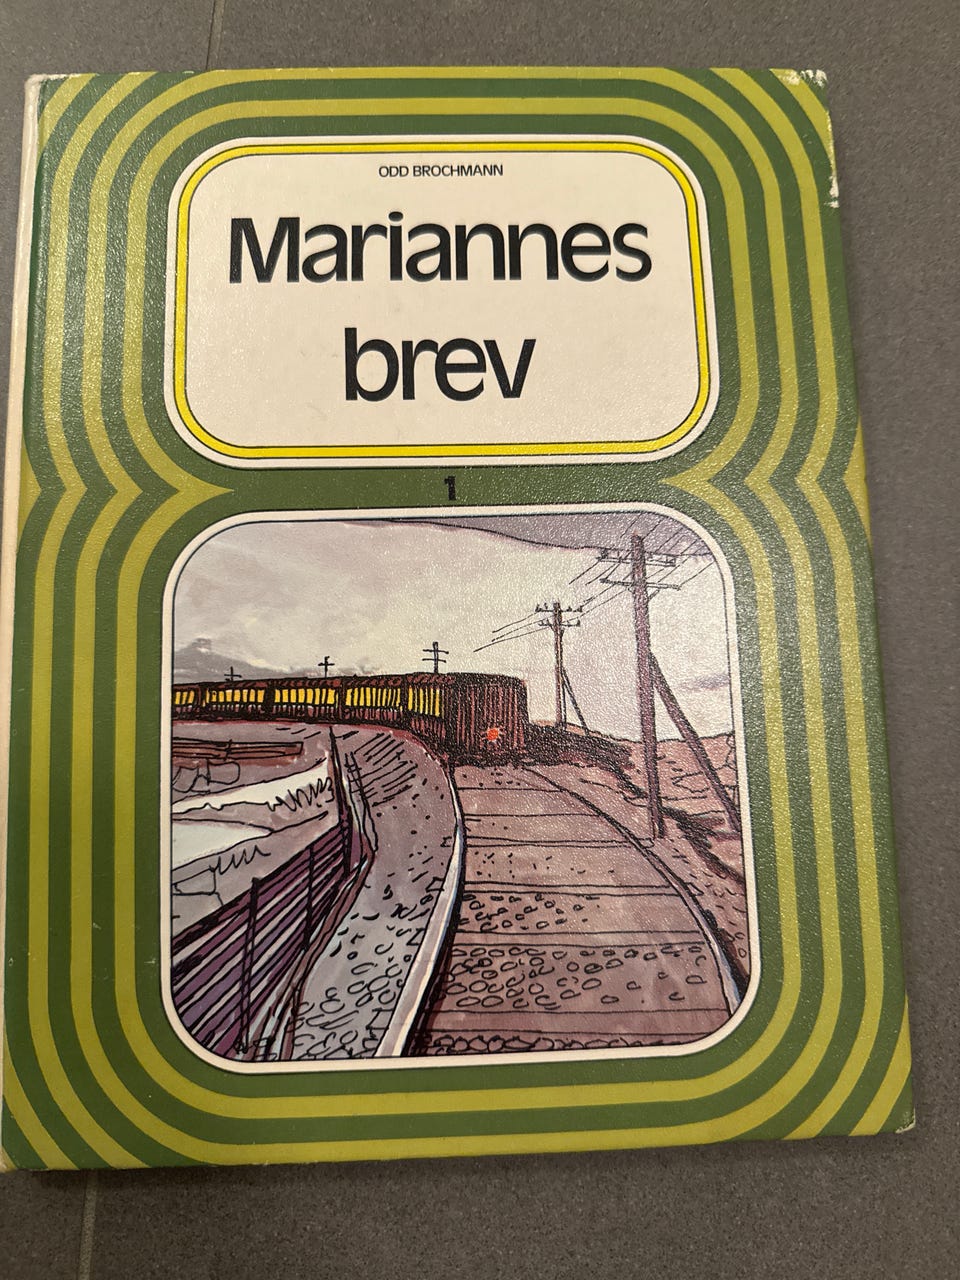 ODD BROCHMANN
Mariannes
brev
1